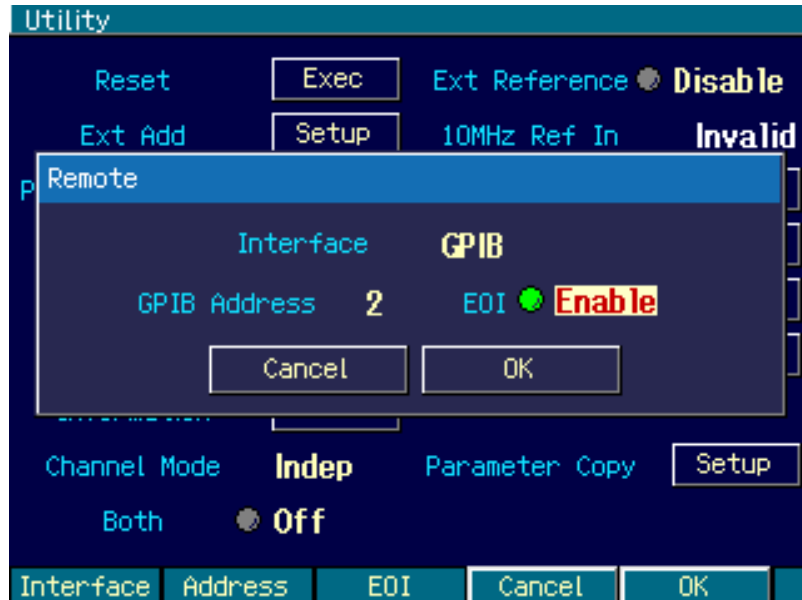 Utility
Reset Exec Ext Reference Disable
Ext Add Setup 10MHz Ref In Invalid
Remote
Interface GPIB
GPIB Address 2 EOI Enable
Cancel OK
Channel Mode Indep Parameter Copy Setup
Both Off
Interface Address EOI Cancel OK